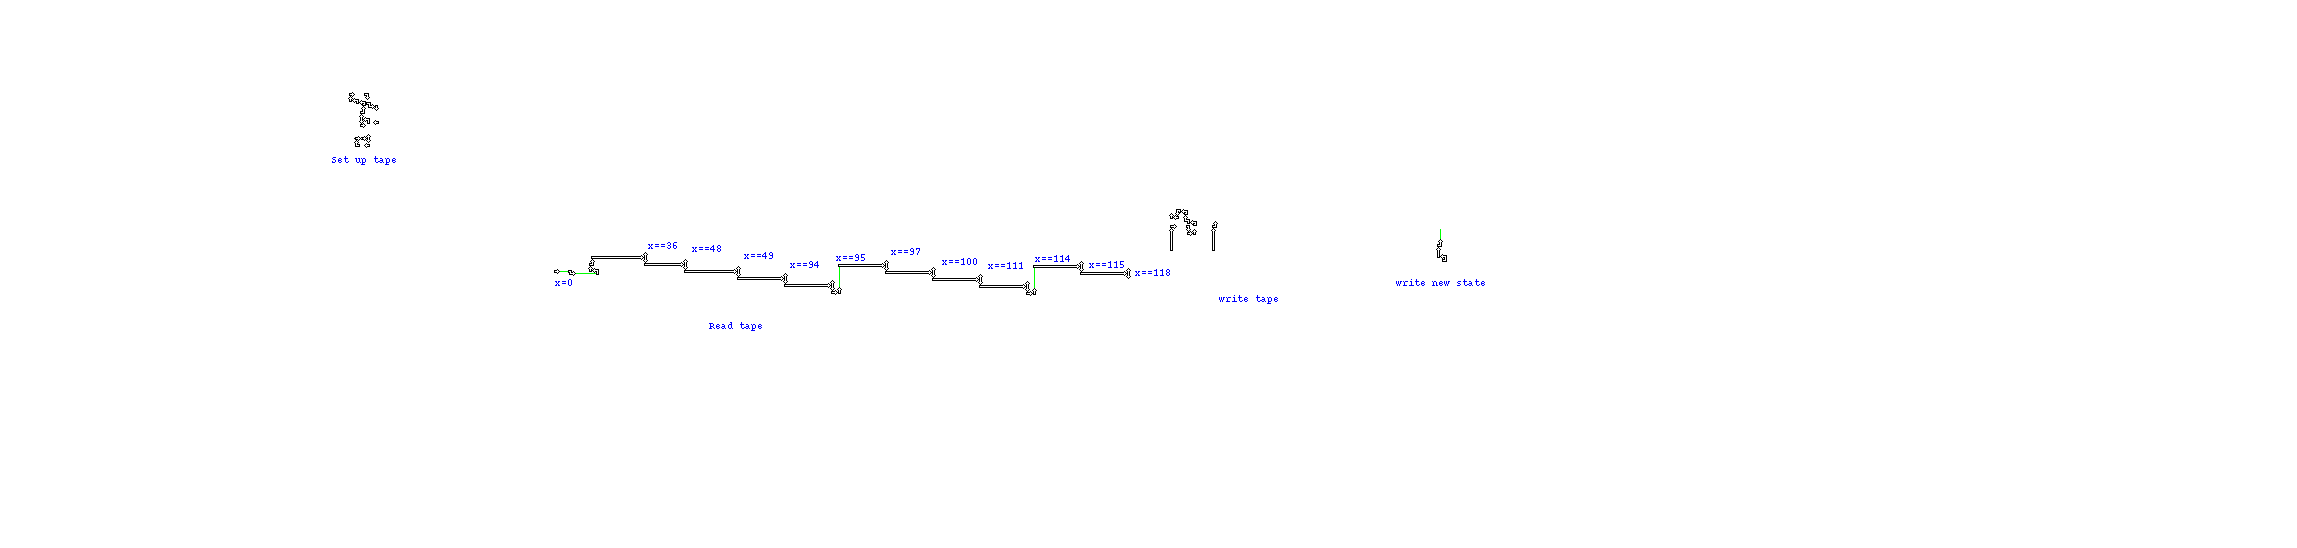 Set up tape
x=0
x==36
x==48
x==49
x==94
x==95
x==97
x==100
x==111
x==114
x==115
x==118
Read tape
write tape
write new state